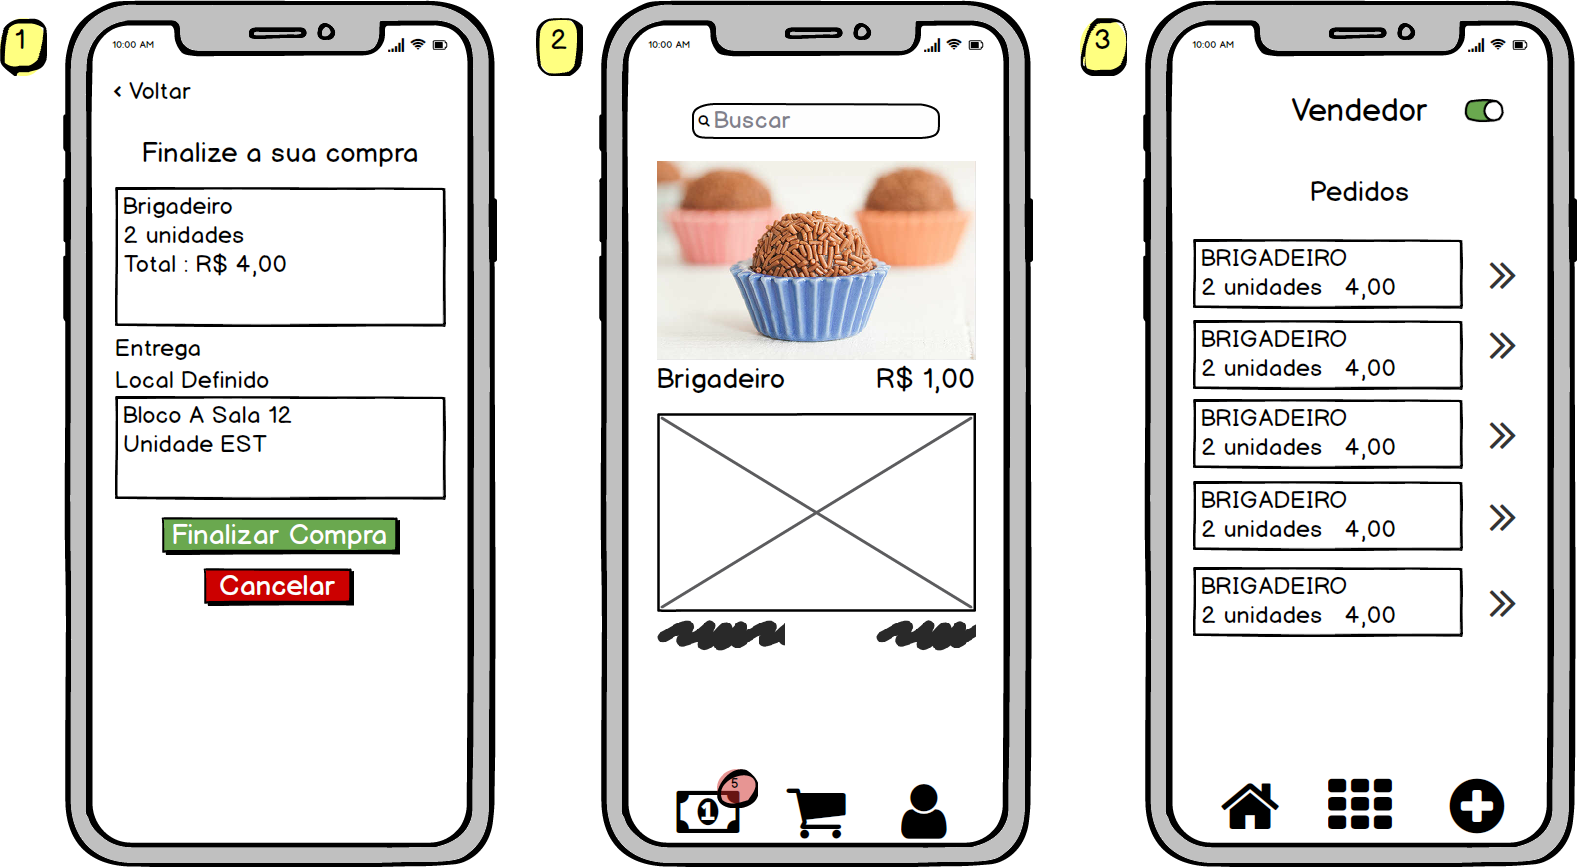 1
10:00 AM
‹ Voltar
Finalize a sua compra
Brigadeiro
2 unidades
Total : R$ 4,00
Entrega
Local Definido
Bloco A Sala 12
Unidade EST
Finalizar Compra
Cancelar
2
10:00 AM
Buscar
Brigadeiro R$ 1,00
5
1
3
10:00 AM
Vendedor
Pedidos
BRIGADEIRO
2 unidades 4,00
BRIGADEIRO
2 unidades 4,00
BRIGADEIRO
2 unidades 4,00
BRIGADEIRO
2 unidades 4,00
BRIGADEIRO
2 unidades 4,00